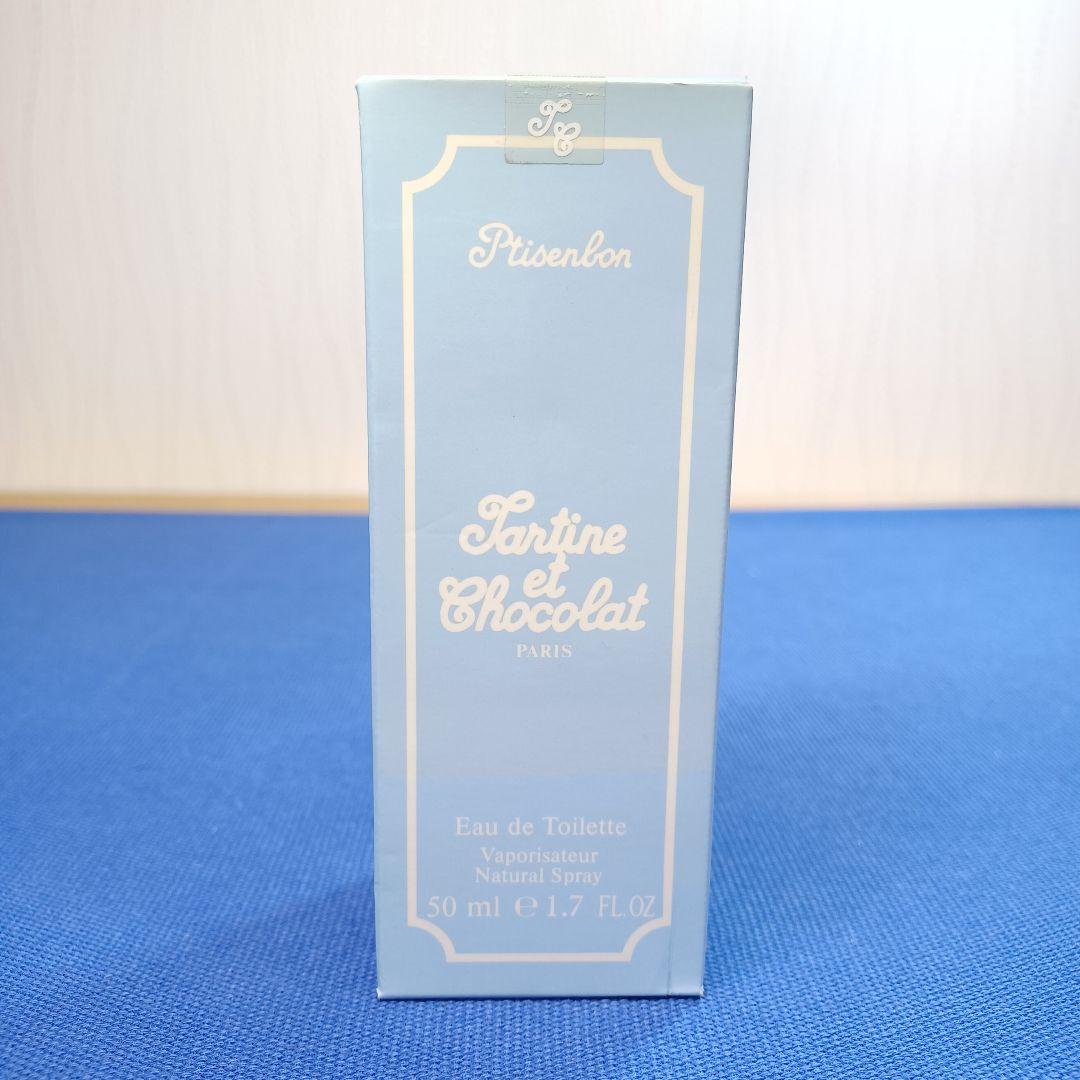 TC
Ptisenbon
Tartine
et
Chocolat
PARIS
Eau de Toilette
Vaporisateur
Natural Spray
50 ml ℮ 1.7 FL.OZ